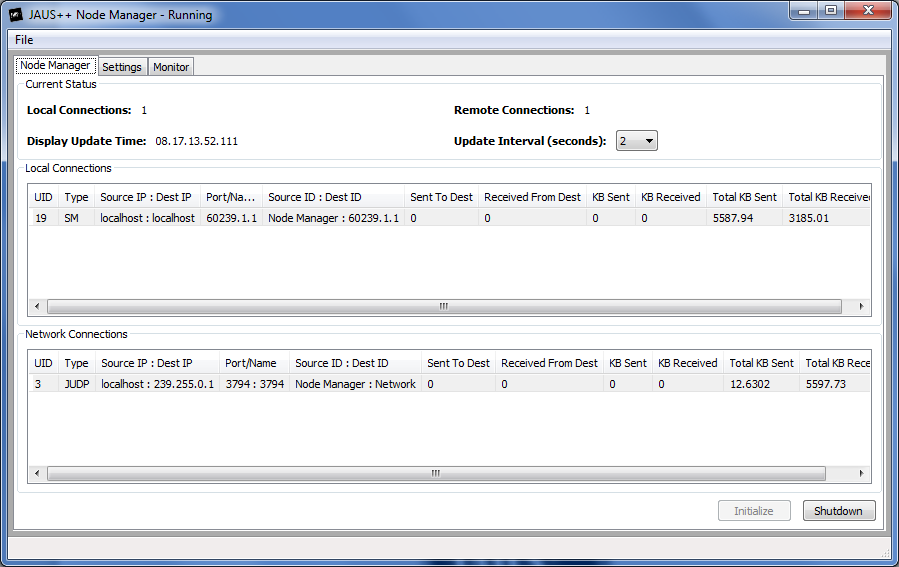 JAUS++ Node Manager - Running
File
Node Manager Settings Monitor
Current Status
Local Connections: 1 Remote Connections: 1
Display Update Time: 08.17.13.52.111 Update Interval (seconds): 2
Local Connections
UID Type Source IP : Dest IP Port/Na... Source ID : Dest ID Sent To Dest Received From Dest KB Sent KB Received Total KB Sent Total KB Received
19 SM localhost : localhost 60239.1.1 Node Manager : 60239.1.1 0 0 0 0 5587.94 3185.01
Network Connections
UID Type Source IP : Dest IP Port/Name Source ID : Dest ID Sent To Dest Received From Dest KB Sent KB Received Total KB Sent Total KB Rece
3 JUDP localhost : 239.255.0.1 3794 : 3794 Node Manager : Network 0 0 0 0 12.6302 5597.73
Initialize Shutdown